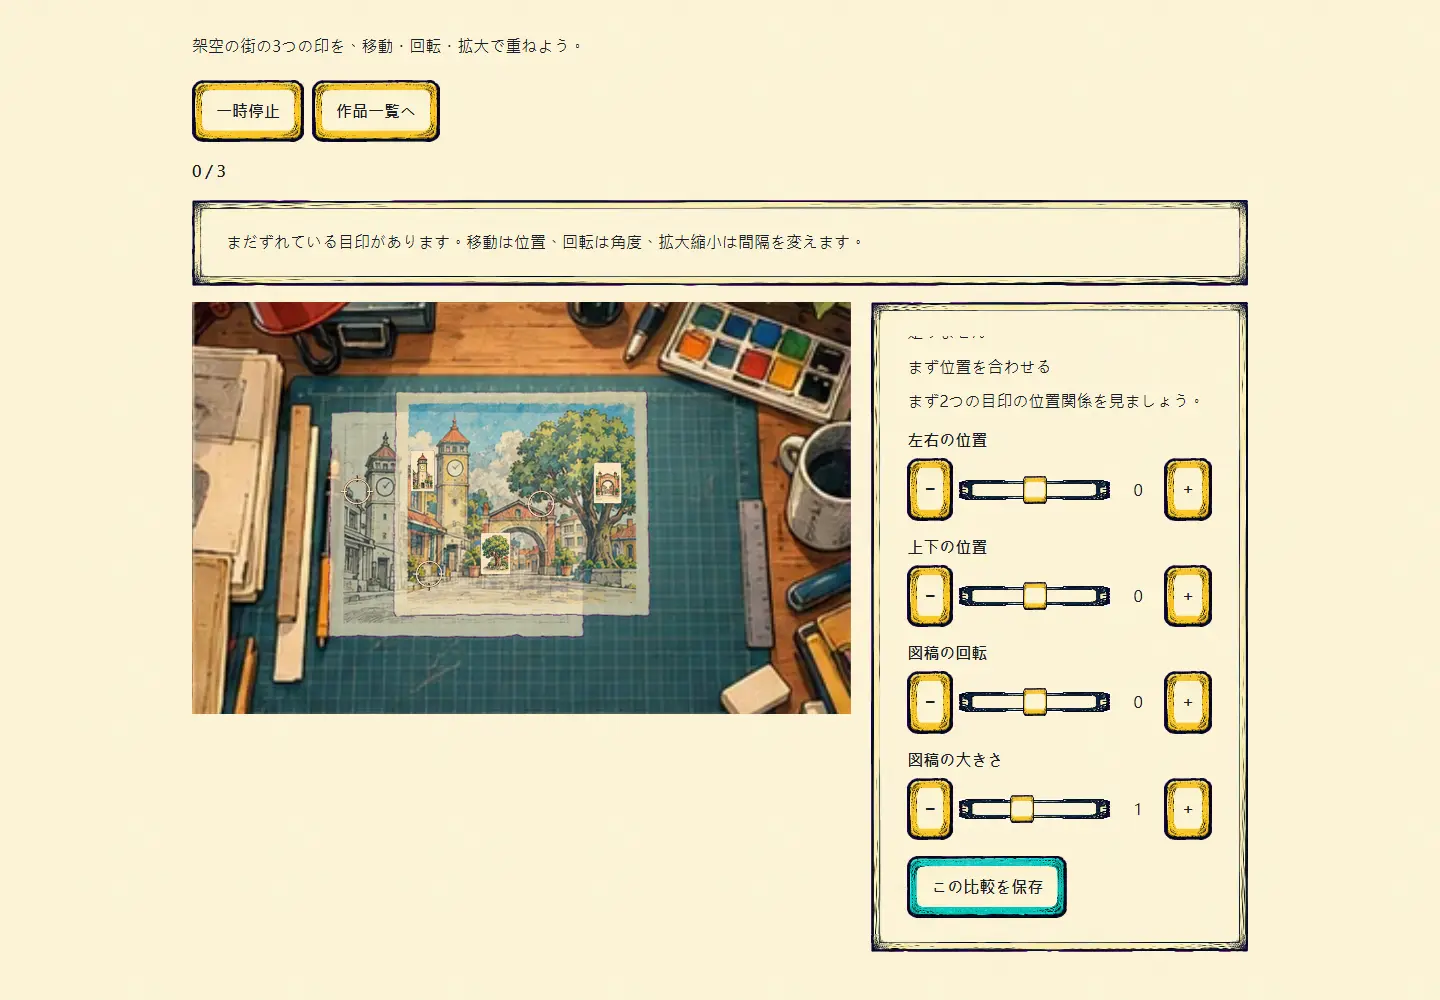 架空の街の3つの印を、移動・回転・拡大で重ねよう。
一時停止
作品一覧へ
0 / 3
まだずれている目印があります。移動は位置、回転は角度、拡大縮小は間隔を変えます。
まず位置を合わせる
まず2つの目印の位置関係を見ましょう。
左右の位置
- 0 +
上下の位置
- 0 +
図稿の回転
- 0 +
図稿の大きさ
- 1 +
この比較を保存